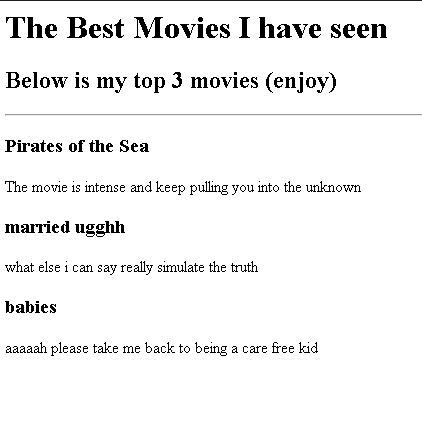 The Best Movies I have seen
Below is my top 3 movies (enjoy)
Pirates of the Sea
The movie is intense and keep pulling you into the unknown
married ugghh
what else i can say really simulate the truth
babies
aaaaah please take me back to being a care free kid